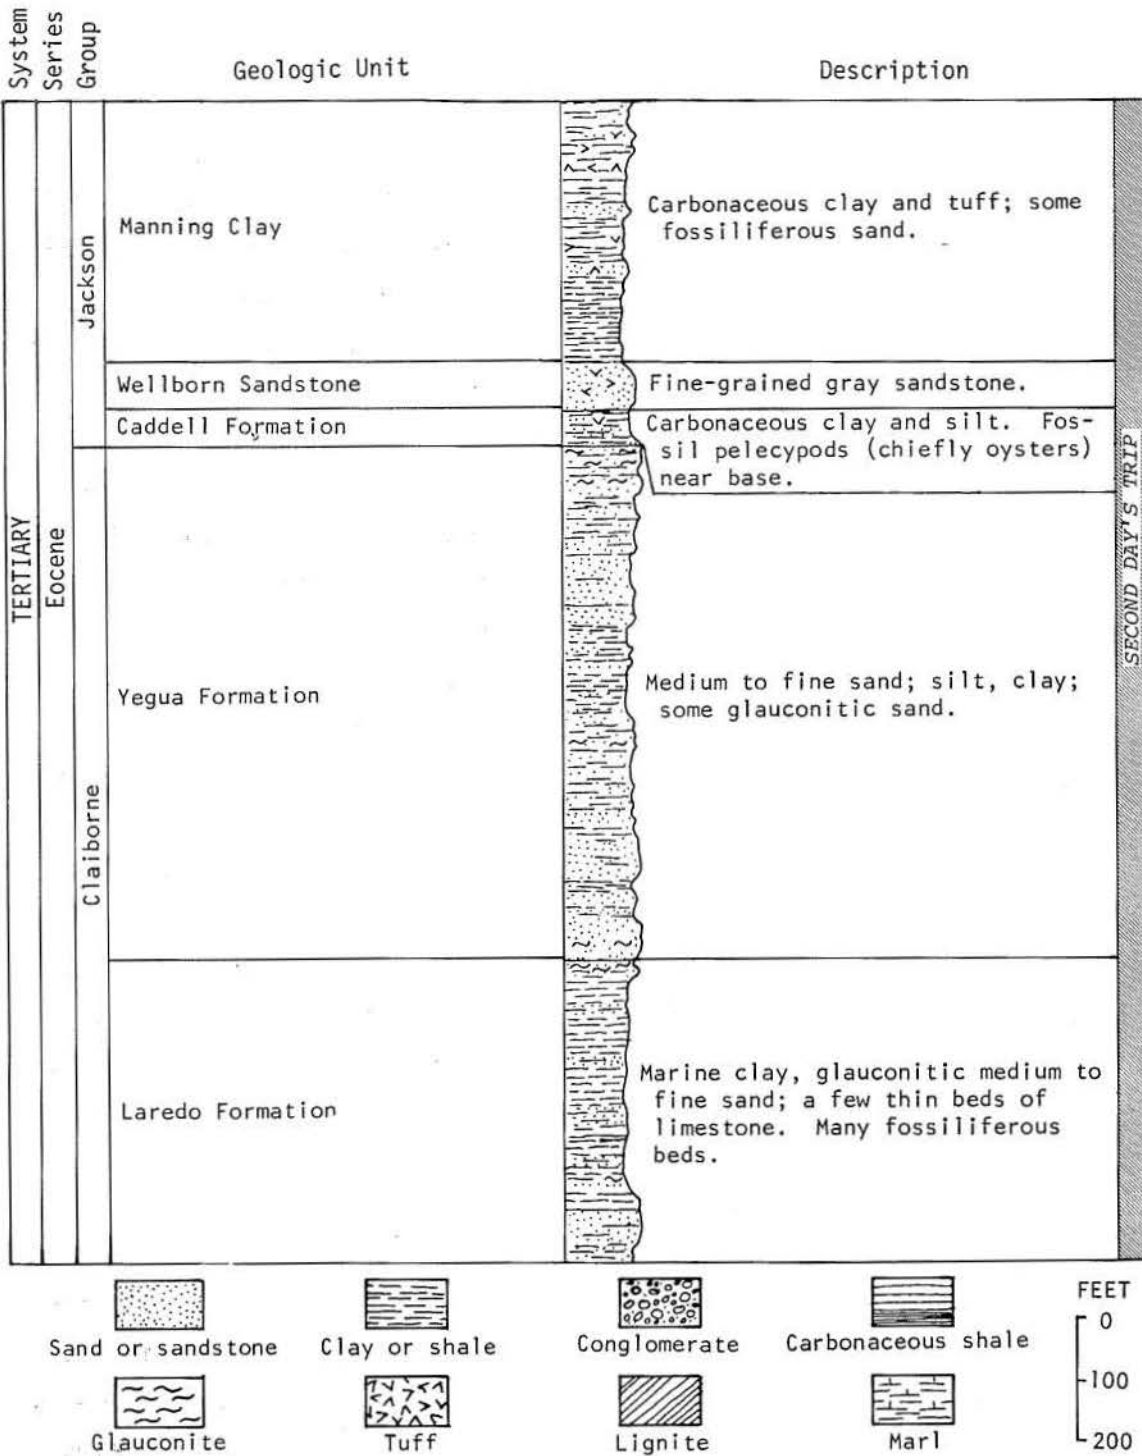 System
Series
Group
Geologic Unit
Description
TERTIARY
Eocene
Jackson
Claiborne
Manning Clay
Carbonaceous clay and tuff; some
fossiliferous sand.
Wellborn Sandstone
Fine-grained gray sandstone.
Caddell Formation
Carbonaceous clay and silt. Fos-
sil pelecypods (chiefly oysters)
near base.
Yegua Formation
Medium to fine sand; silt, clay;
some glauconitic sand.
Laredo Formation
Marine clay, glauconitic medium to
fine sand; a few thin beds of
limestone. Many fossiliferous
beds.
SECOND DAY'S TRIP
Sand or sandstone
Clay or shale
Conglomerate
Carbonaceous shale
Glauconite
Tuff
Lignite
Marl
FEET
0
100
200